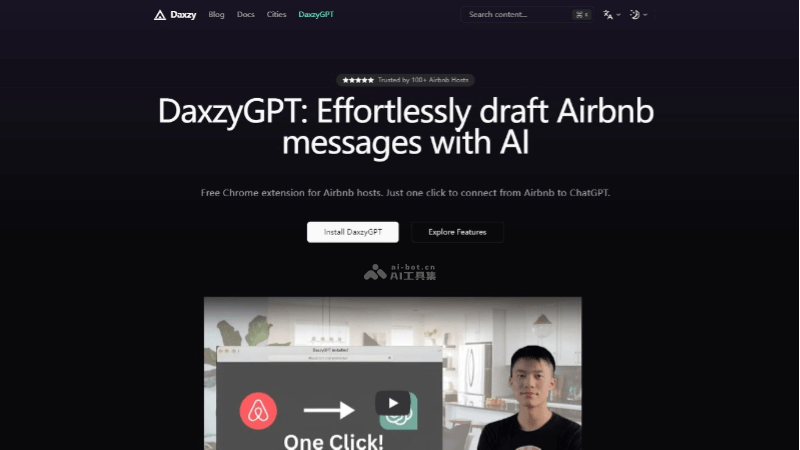 Daxzy
Blog
Docs
Cities
DaxzyGPT
Search content...
⌘ K
★★★★★ Trusted by 100+ Airbnb Hosts
DaxzyGPT: Effortlessly draft Airbnb
messages with AI
Free Chrome extension for Airbnb hosts. Just one click to connect from Airbnb to ChatGPT.
Install DaxzyGPT
Explore Features
ai-bot.cn
AI工具集
One Click!